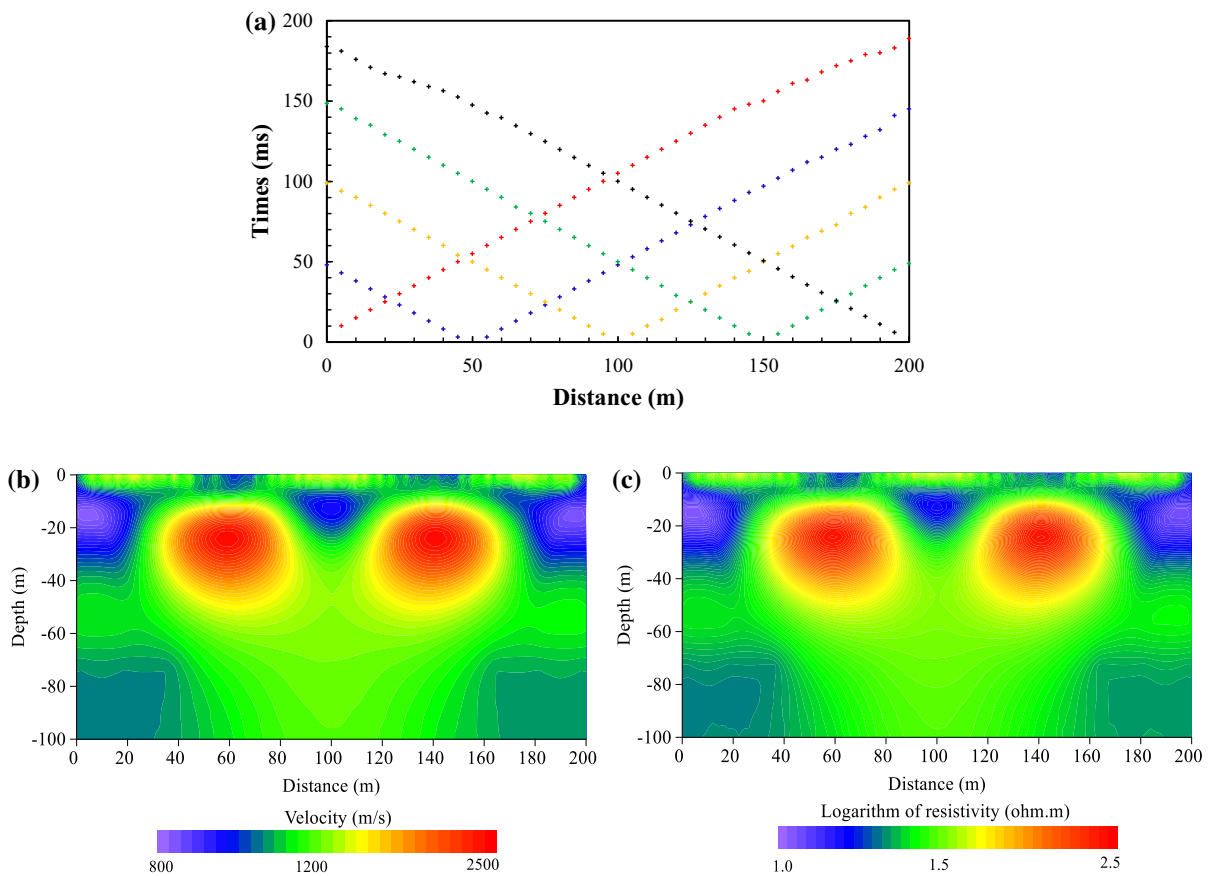 (a)
200
150
100
50
0
Times (ms)
0 50 100 150 200
Distance (m)
(b)
0
-20
-40
-60
-80
-100
Depth (m)
0 20 40 60 80 100 120 140 160 180 200
Distance (m)
Velocity (m/s)
800 1200 2500
(c)
0
-20
-40
-60
-80
-100
Depth (m)
0 20 40 60 80 100 120 140 160 180 200
Distance (m)
Logarithm of resistivity (ohm.m)
1.0 1.5 2.5